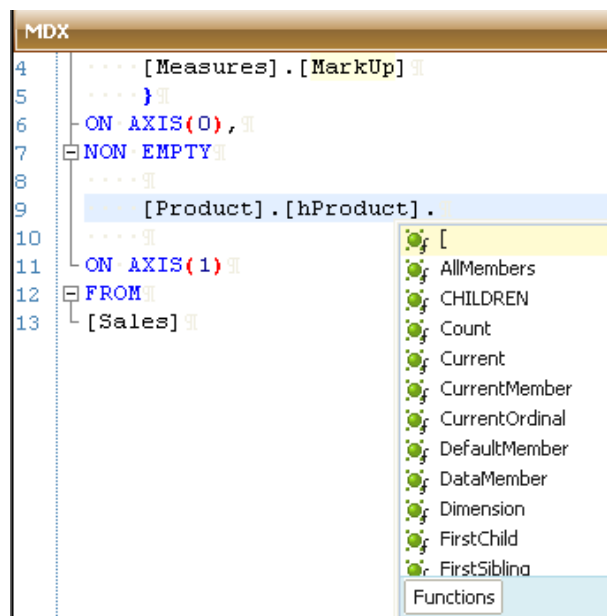 MDX
4 [Measures].[MarkUp]
5 }
6 ON AXIS(0),
7 NON EMPTY
8
9 [Product].[hProduct].
10
11 ON AXIS(1)
12 FROM
13 [Sales]
[
AllMembers
CHILDREN
Count
Current
CurrentMember
CurrentOrdinal
DefaultMember
DataMember
Dimension
FirstChild
FirstSibling
Functions